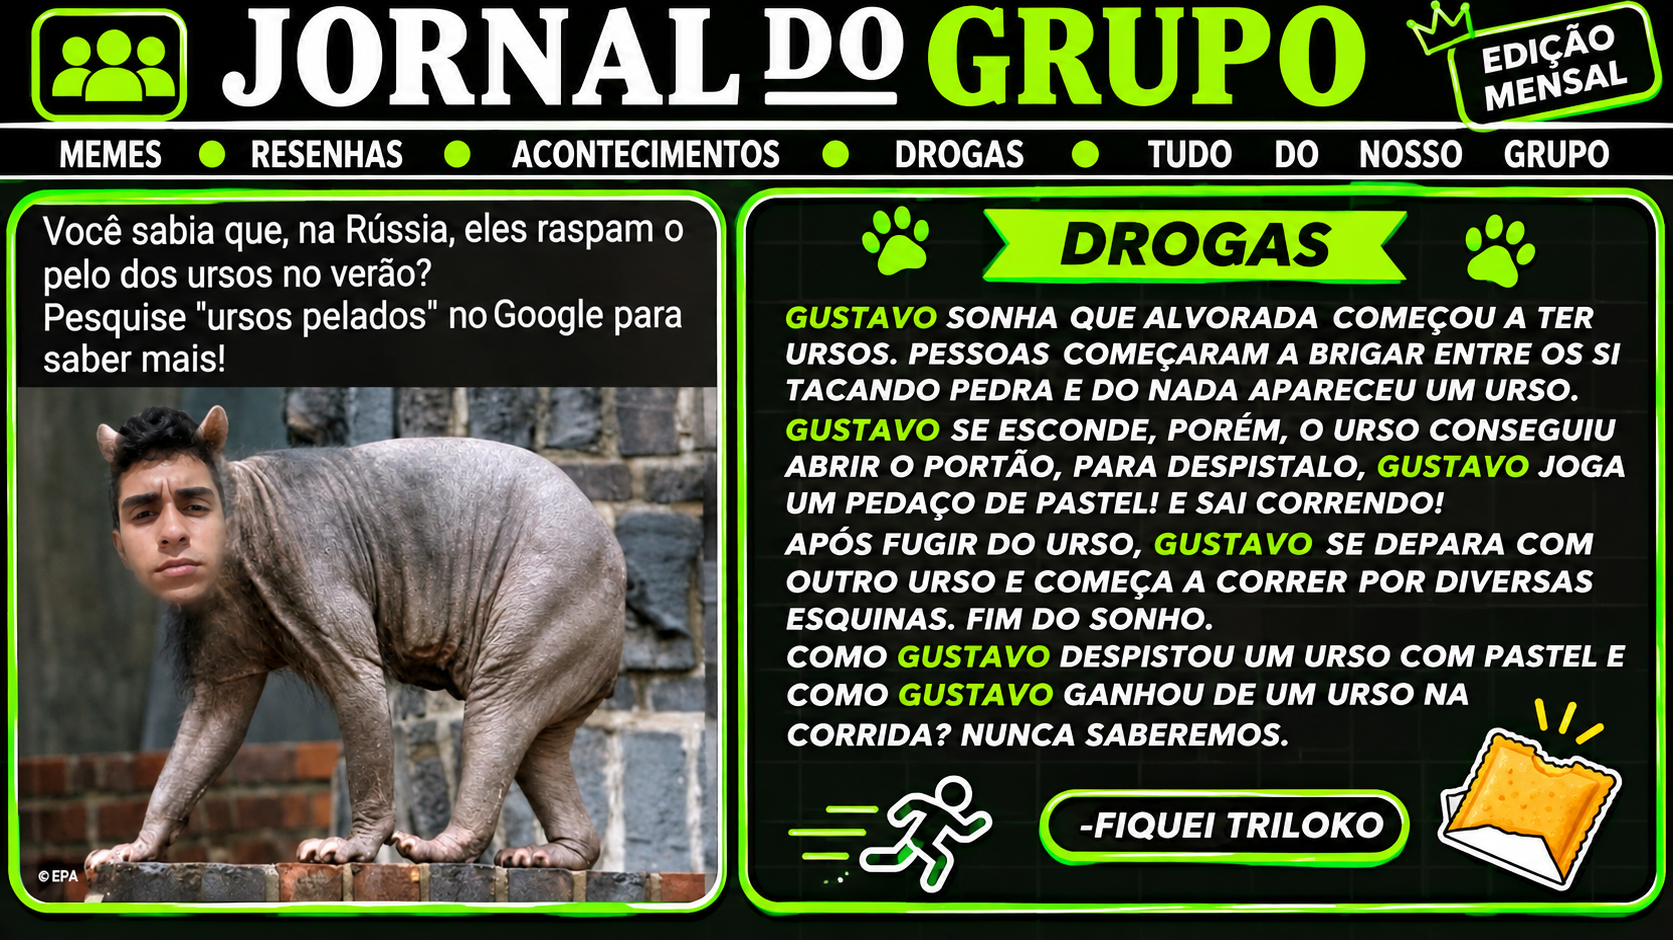 JORNAL DO GRUPO
EDIÇÃO
MENSAL
MEMES RESENHAS ACONTECIMENTOS DROGAS TUDO DO NOSSO GRUPO
Você sabia que, na Rússia, eles raspam o
pelo dos ursos no verão?
Pesquise "ursos pelados" no Google para
saber mais!
© EPA
DROGAS
GUSTAVO SONHA QUE ALVORADA COMEÇOU A TER
URSOS. PESSOAS COMEÇARAM A BRIGAR ENTRE OS SI
TACANDO PEDRA E DO NADA APARECEU UM URSO.
GUSTAVO SE ESCONDE, PORÉM, O URSO CONSEGUIU
ABRIR O PORTÃO, PARA DESPISTALO, GUSTAVO JOGA
UM PEDAÇO DE PASTEL! E SAI CORRENDO!
APÓS FUGIR DO URSO, GUSTAVO SE DEPARA COM
OUTRO URSO E COMEÇA A CORRER POR DIVERSAS
ESQUINAS. FIM DO SONHO.
COMO GUSTAVO DESPISTOU UM URSO COM PASTEL E
COMO GUSTAVO GANHOU DE UM URSO NA
CORRIDA? NUNCA SABEREMOS.
-FIQUEI TRILOKO